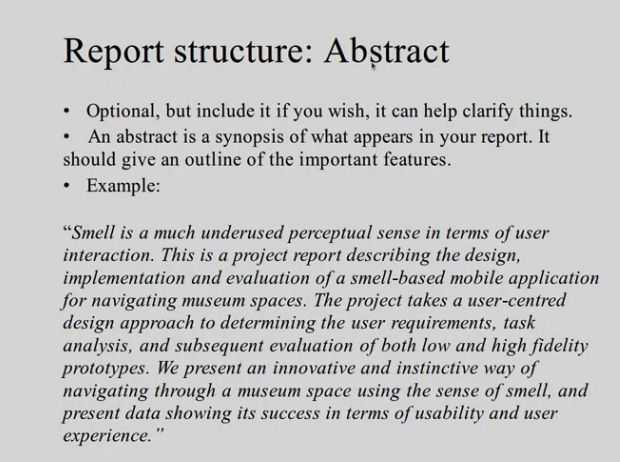 Report structure: Abstract
• Optional, but include it if you wish, it can help clarify things.
• An abstract is a synopsis of what appears in your report. It
should give an outline of the important features.
• Example:
“Smell is a much underused perceptual sense in terms of user
interaction. This is a project report describing the design,
implementation and evaluation of a smell-based mobile application
for navigating museum spaces. The project takes a user-centred
design approach to determining the user requirements, task
analysis, and subsequent evaluation of both low and high fidelity
prototypes. We present an innovative and instinctive way of
navigating through a museum space using the sense of smell, and
present data showing its success in terms of usability and user
experience.”